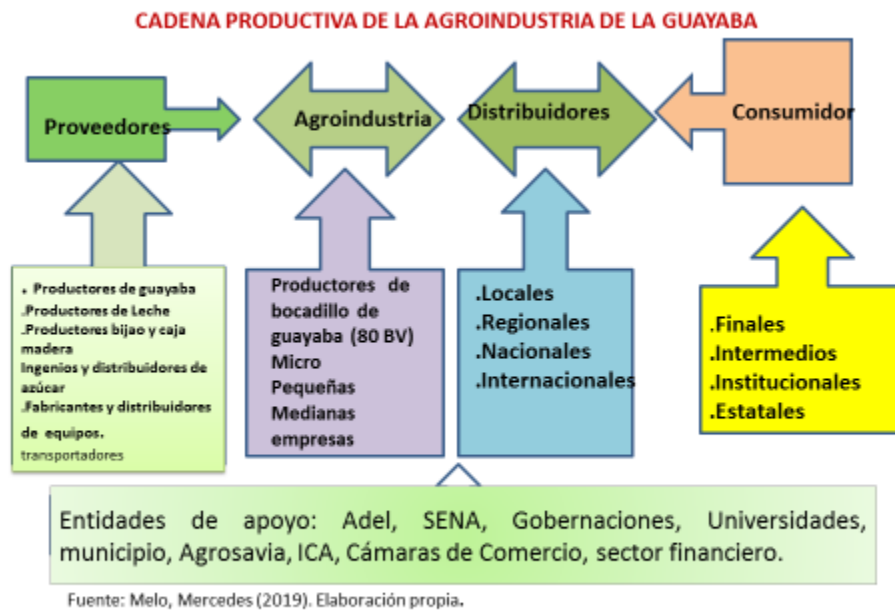 CADENA PRODUCTIVA DE LA AGROINDUSTRIA DE LA GUAYABA
Proveedores
Agroindustria
Distribuidores
Consumidor
. Productores de guayaba
.Productores de Leche
.Productores bijao y caja
madera
Ingenios y distribuidores de
azúcar
.Fabricantes y distribuidores
de equipos.
transportadores
Productores de
bocadillo de
guayaba (80 BV)
Micro
Pequeñas
Medianas
empresas
.Locales
.Regionales
.Nacionales
.Internacionales
.Finales
.Intermedios
.Institucionales
.Estatales
Entidades de apoyo: Adel, SENA, Gobernaciones, Universidades,
municipio, Agrosavia, ICA, Cámaras de Comercio, sector financiero.
Fuente: Melo, Mercedes (2019). Elaboración propia.